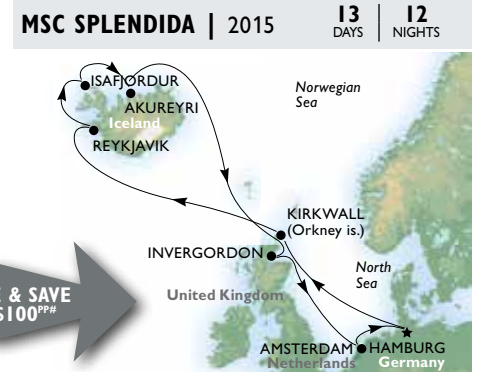 MSC SPLENDIDA | 2015
13 DAYS | 12 NIGHTS
ISAFJORDUR
AKUREYRI
Iceland
REYKJAVIK
Norwegian
Sea
KIRKWALL
(Orkney is.)
INVERGORDON
North
Sea
& SAVE
$100PP#
United Kingdom
AMSTERDAM
HAMBURG
Netherlands
Germany